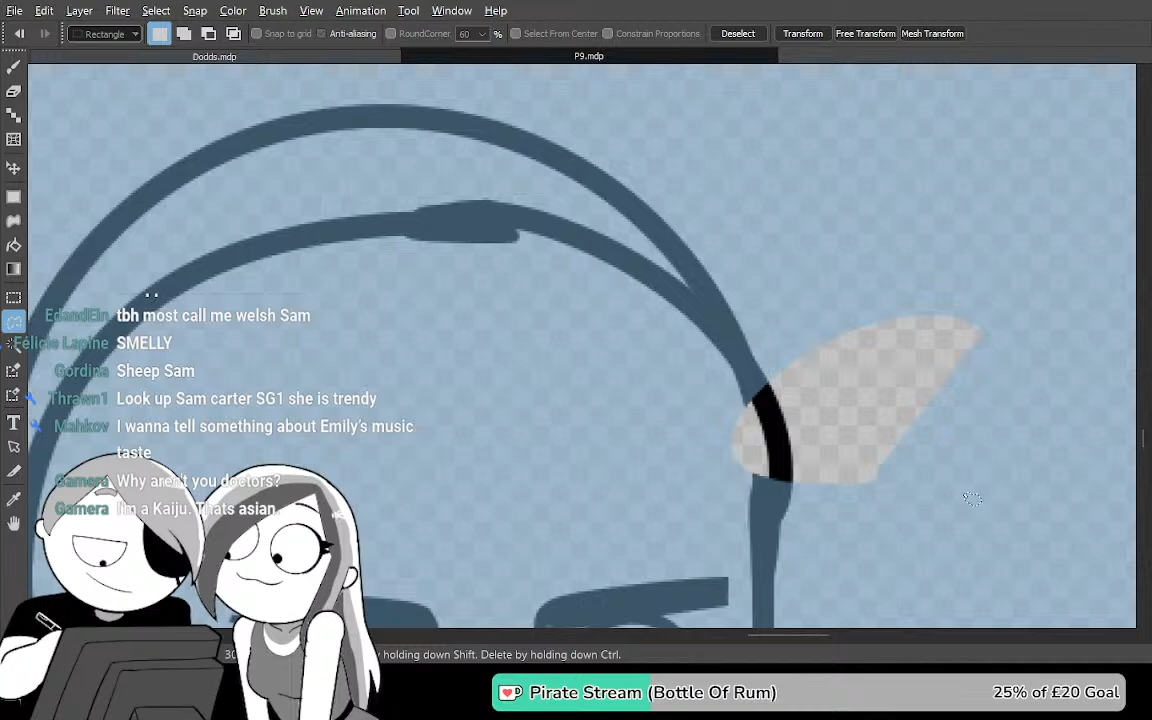 File Edit Layer Filter Select Snap Color Brush View Animation Tool Window Help
Rectangle Snap to grid Anti-aliasing RoundCorner 60 % Select From Center Constrain Proportions Deselect Transform Free Transform Mesh Transform
Dodds.mdp P9.mdp
EdandEln tbh most call me welsh Sam
Felicie Lapine SMELLY
Gordina Sheep Sam
Thrawn1 Look up Sam carter SG1 she is trendy
Mahkov I wanna tell something about Emily's music
taste
Gamera Why aren't you doctors?
Gamera I'm a Kaiju. Thats asian
holding down Shift. Delete by holding down Ctrl.
Pirate Stream (Bottle Of Rum) 25% of £20 Goal